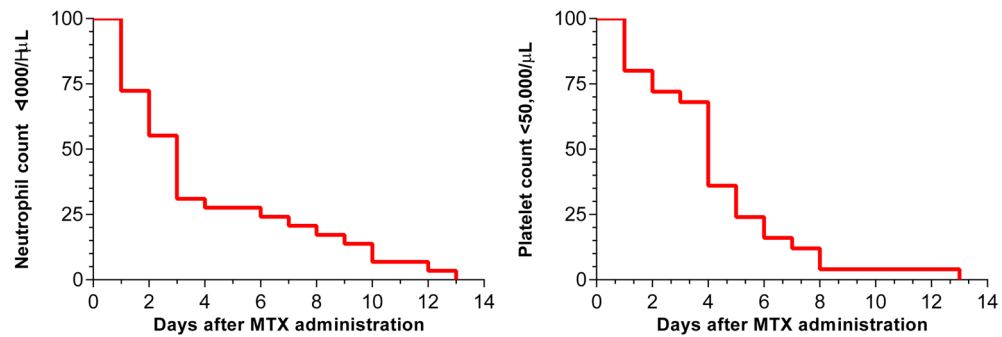 Neutrophil count <1000/HμL
100
75
50
25
0
0 2 4 6 8 10 12 14
Days after MTX administration
Platelet count <50,000/μL
100
75
50
25
0
0 2 4 6 8 10 12 14
Days after MTX administration